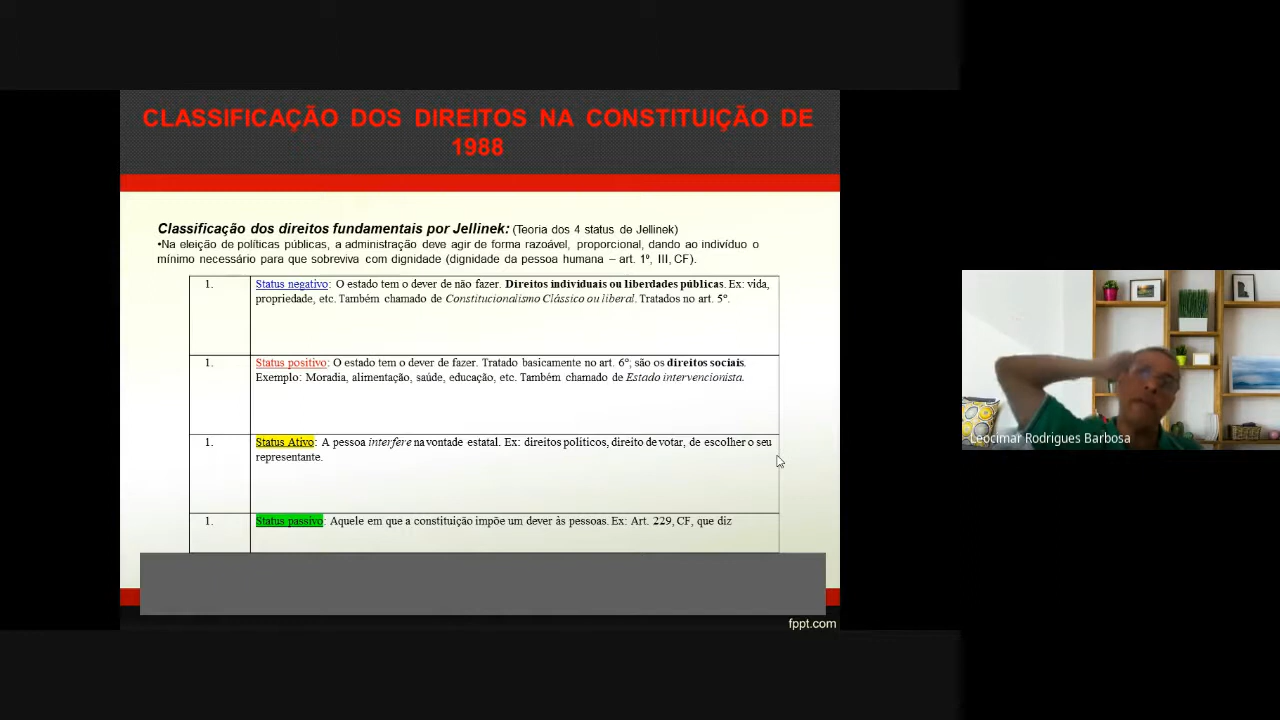 CLASSIFICAÇÃO DOS DIREITOS NA CONSTITUIÇÃO DE
1988
Classificação dos direitos fundamentais por Jellinek: (Teoria dos 4 status de Jellinek)
•Na eleição de políticas públicas, a administração deve agir de forma razoável, proporcional, dando ao indivíduo o
mínimo necessário para que sobreviva com dignidade (dignidade da pessoa humana – art. 1º, III, CF).
1. Status negativo: O estado tem o dever de não fazer. Direitos individuais ou liberdades públicas. Ex: vida,
propriedade, etc. Também chamado de Constitucionalismo Clássico ou liberal. Tratados no art. 5º.
1. Status positivo: O estado tem o dever de fazer. Tratado basicamente no art. 6º; são os direitos sociais.
Exemplo: Moradia, alimentação, saúde, educação, etc. Também chamado de Estado intervencionista.
1. Status Ativo: A pessoa interfere na vontade estatal. Ex: direitos políticos, direito de votar, de escolher o seu
representante.
1. Status passivo: Aquele em que a constituição impõe um dever às pessoas. Ex: Art. 229, CF, que diz
fppt.com
Leocimar Rodrigues Barbosa